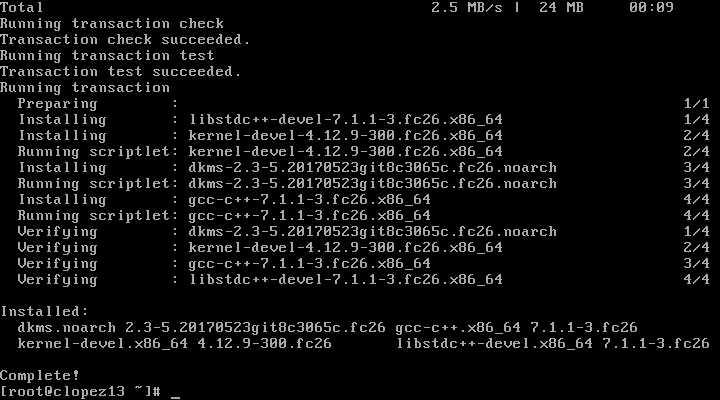 Total 2.5 MB/s | 24 MB 00:09
Running transaction check
Transaction check succeeded.
Running transaction test
Transaction test succeeded.
Running transaction
Preparing : 1/1
Installing : libstdc++-devel-7.1.1-3.fc26.x86_64 1/4
Installing : kernel-devel-4.12.9-300.fc26.x86_64 2/4
Running scriptlet: kernel-devel-4.12.9-300.fc26.x86_64 2/4
Installing : dkms-2.3-5.20170523git8c3065c.fc26.noarch 3/4
Running scriptlet: dkms-2.3-5.20170523git8c3065c.fc26.noarch 3/4
Installing : gcc-c++-7.1.1-3.fc26.x86_64 4/4
Running scriptlet: gcc-c++-7.1.1-3.fc26.x86_64 4/4
Verifying : dkms-2.3-5.20170523git8c3065c.fc26.noarch 1/4
Verifying : kernel-devel-4.12.9-300.fc26.x86_64 2/4
Verifying : gcc-c++-7.1.1-3.fc26.x86_64 3/4
Verifying : libstdc++-devel-7.1.1-3.fc26.x86_64 4/4
Installed:
dkms.noarch 2.3-5.20170523git8c3065c.fc26 gcc-c++.x86_64 7.1.1-3.fc26
kernel-devel.x86_64 4.12.9-300.fc26 libstdc++-devel.x86_64 7.1.1-3.fc26
Complete!
[root@clopez13 ~]# _